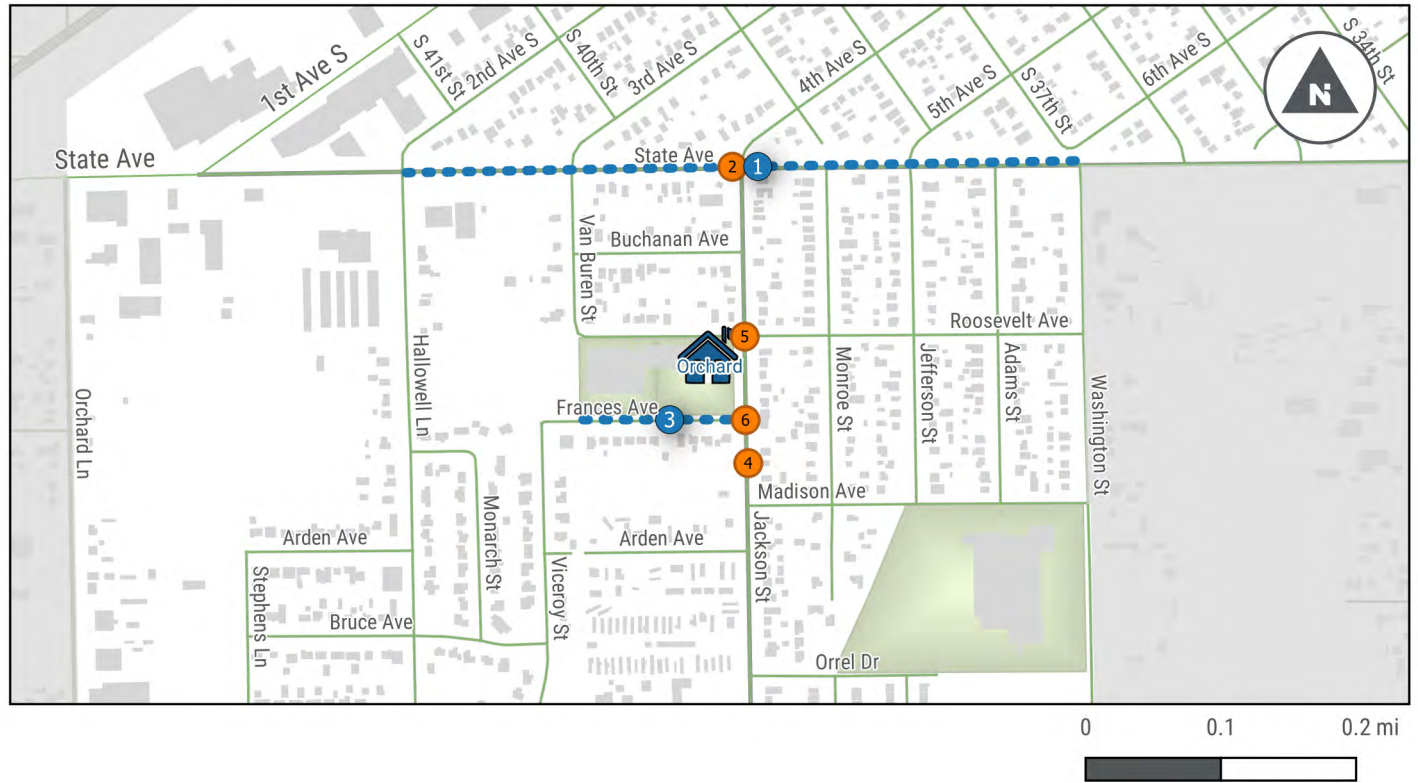 S 34th St
S 41st St
2nd Ave S
S 40th St
3rd Ave S
4th Ave S
6th Ave S
1st Ave S
5th Ave S
S 37th St
N
State Ave
State Ave
2
1
Van Buren St
Buchanan Ave
Roosevelt Ave
5
Orchard
Hallowell Ln
Monroe St
Jefferson St
Adams St
Washington St
Orchard Ln
Frances Ave
3
6
4
Madison Ave
Monarch St
Jackson St
Arden Ave
Arden Ave
Stephens Ln
Viceroy St
Bruce Ave
Orrel Dr
0 0.1 0.2 mi